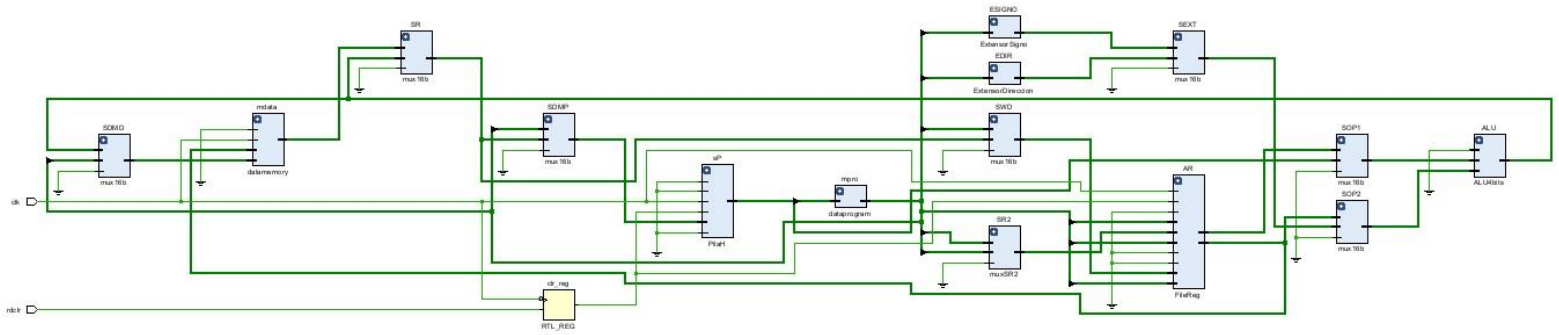 ESIGNO
ExtensorSigno
SR
mux16b
SEXT
mux16b
EDIR
ExtensorDireccion
mdata
datamemory
SDMP
mux16b
SWD
mux16b
SDMD
mux16b
SOP1
mux16b
ALU
ALU4bits
sP
PilaH
AR
FileReg
mpro
dataprogram
clk
SOP2
mux16b
SR2
muxSR2
clr_reg
RTL_REG
rdclr